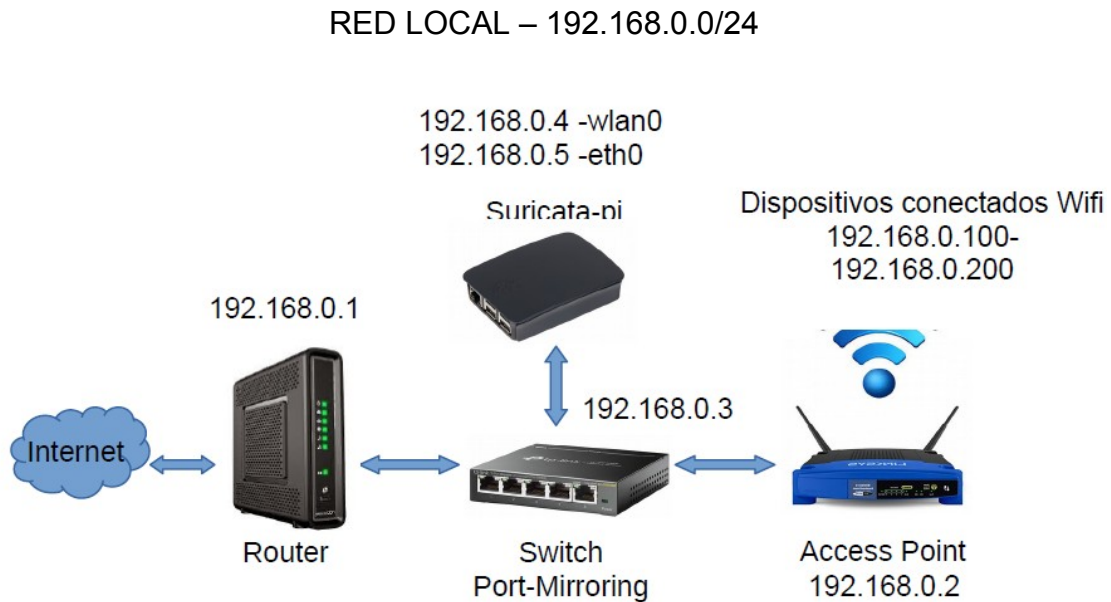 RED LOCAL – 192.168.0.0/24
192.168.0.4 -wlan0
192.168.0.5 -eth0
Suricata-pi
Dispositivos conectados Wifi
192.168.0.100-
192.168.0.200
192.168.0.1
192.168.0.3
Internet
Router
Switch
Port-Mirroring
Access Point
192.168.0.2